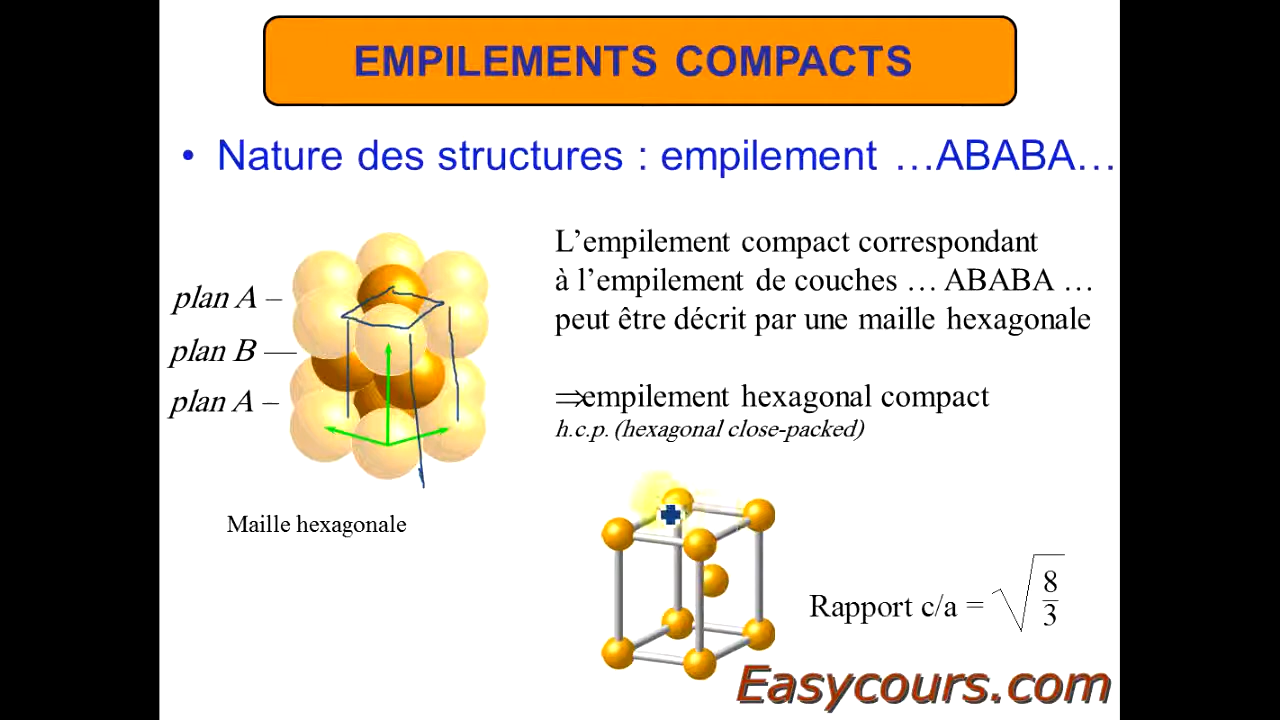 EMPILEMENTS COMPACTS
• Nature des structures : empilement …ABABA…
L’empilement compact correspondant
à l’empilement de couches … ABABA …
peut être décrit par une maille hexagonale
plan A –
plan B —
plan A –
⇒empilement hexagonal compact
h.c.p. (hexagonal close-packed)
Maille hexagonale
Rapport c/a = √(8/3)
Easycours.com